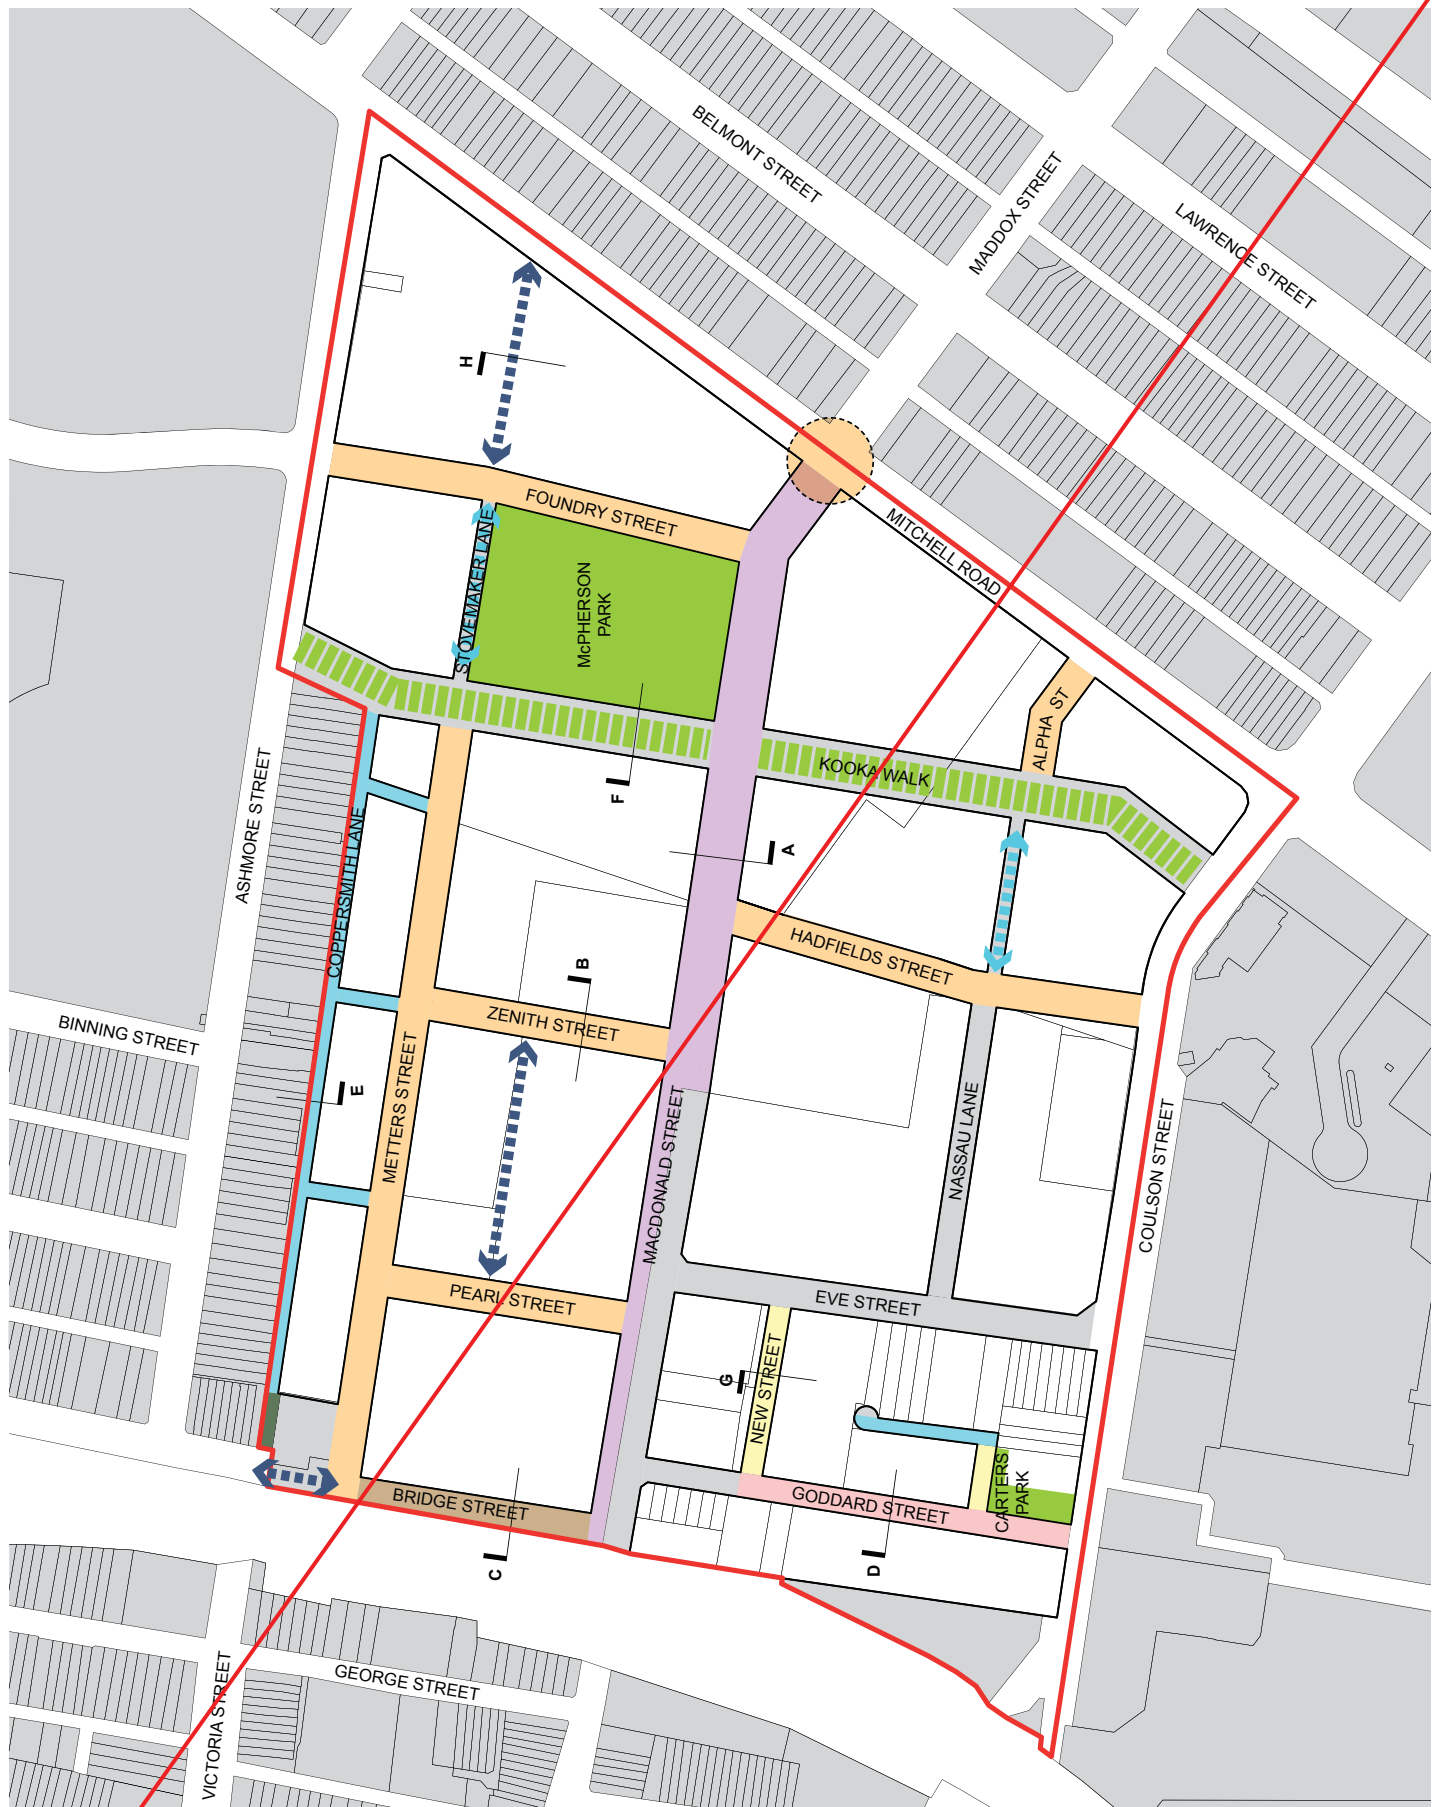 BELMONT STREET
MADDOX STREET
LAWRENCE STREET
H
FOUNDRY STREET
MITCHELL ROAD
STOVEMAKER LANE
McPHERSON
PARK
ALPHA ST
KOOKA WALK
F
A
ASHMORE STREET
COPPERSMITH LANE
HADFIELDS STREET
B
ZENITH STREET
BINNING STREET
E
METTERS STREET
MACDONALD STREET
NASSAU LANE
COULSON STREET
PEARL STREET
EVE STREET
G
NEW STREET
CARTERS
PARK
BRIDGE STREET
GODDARD STREET
C
D
GEORGE STREET
VICTORIA STREET